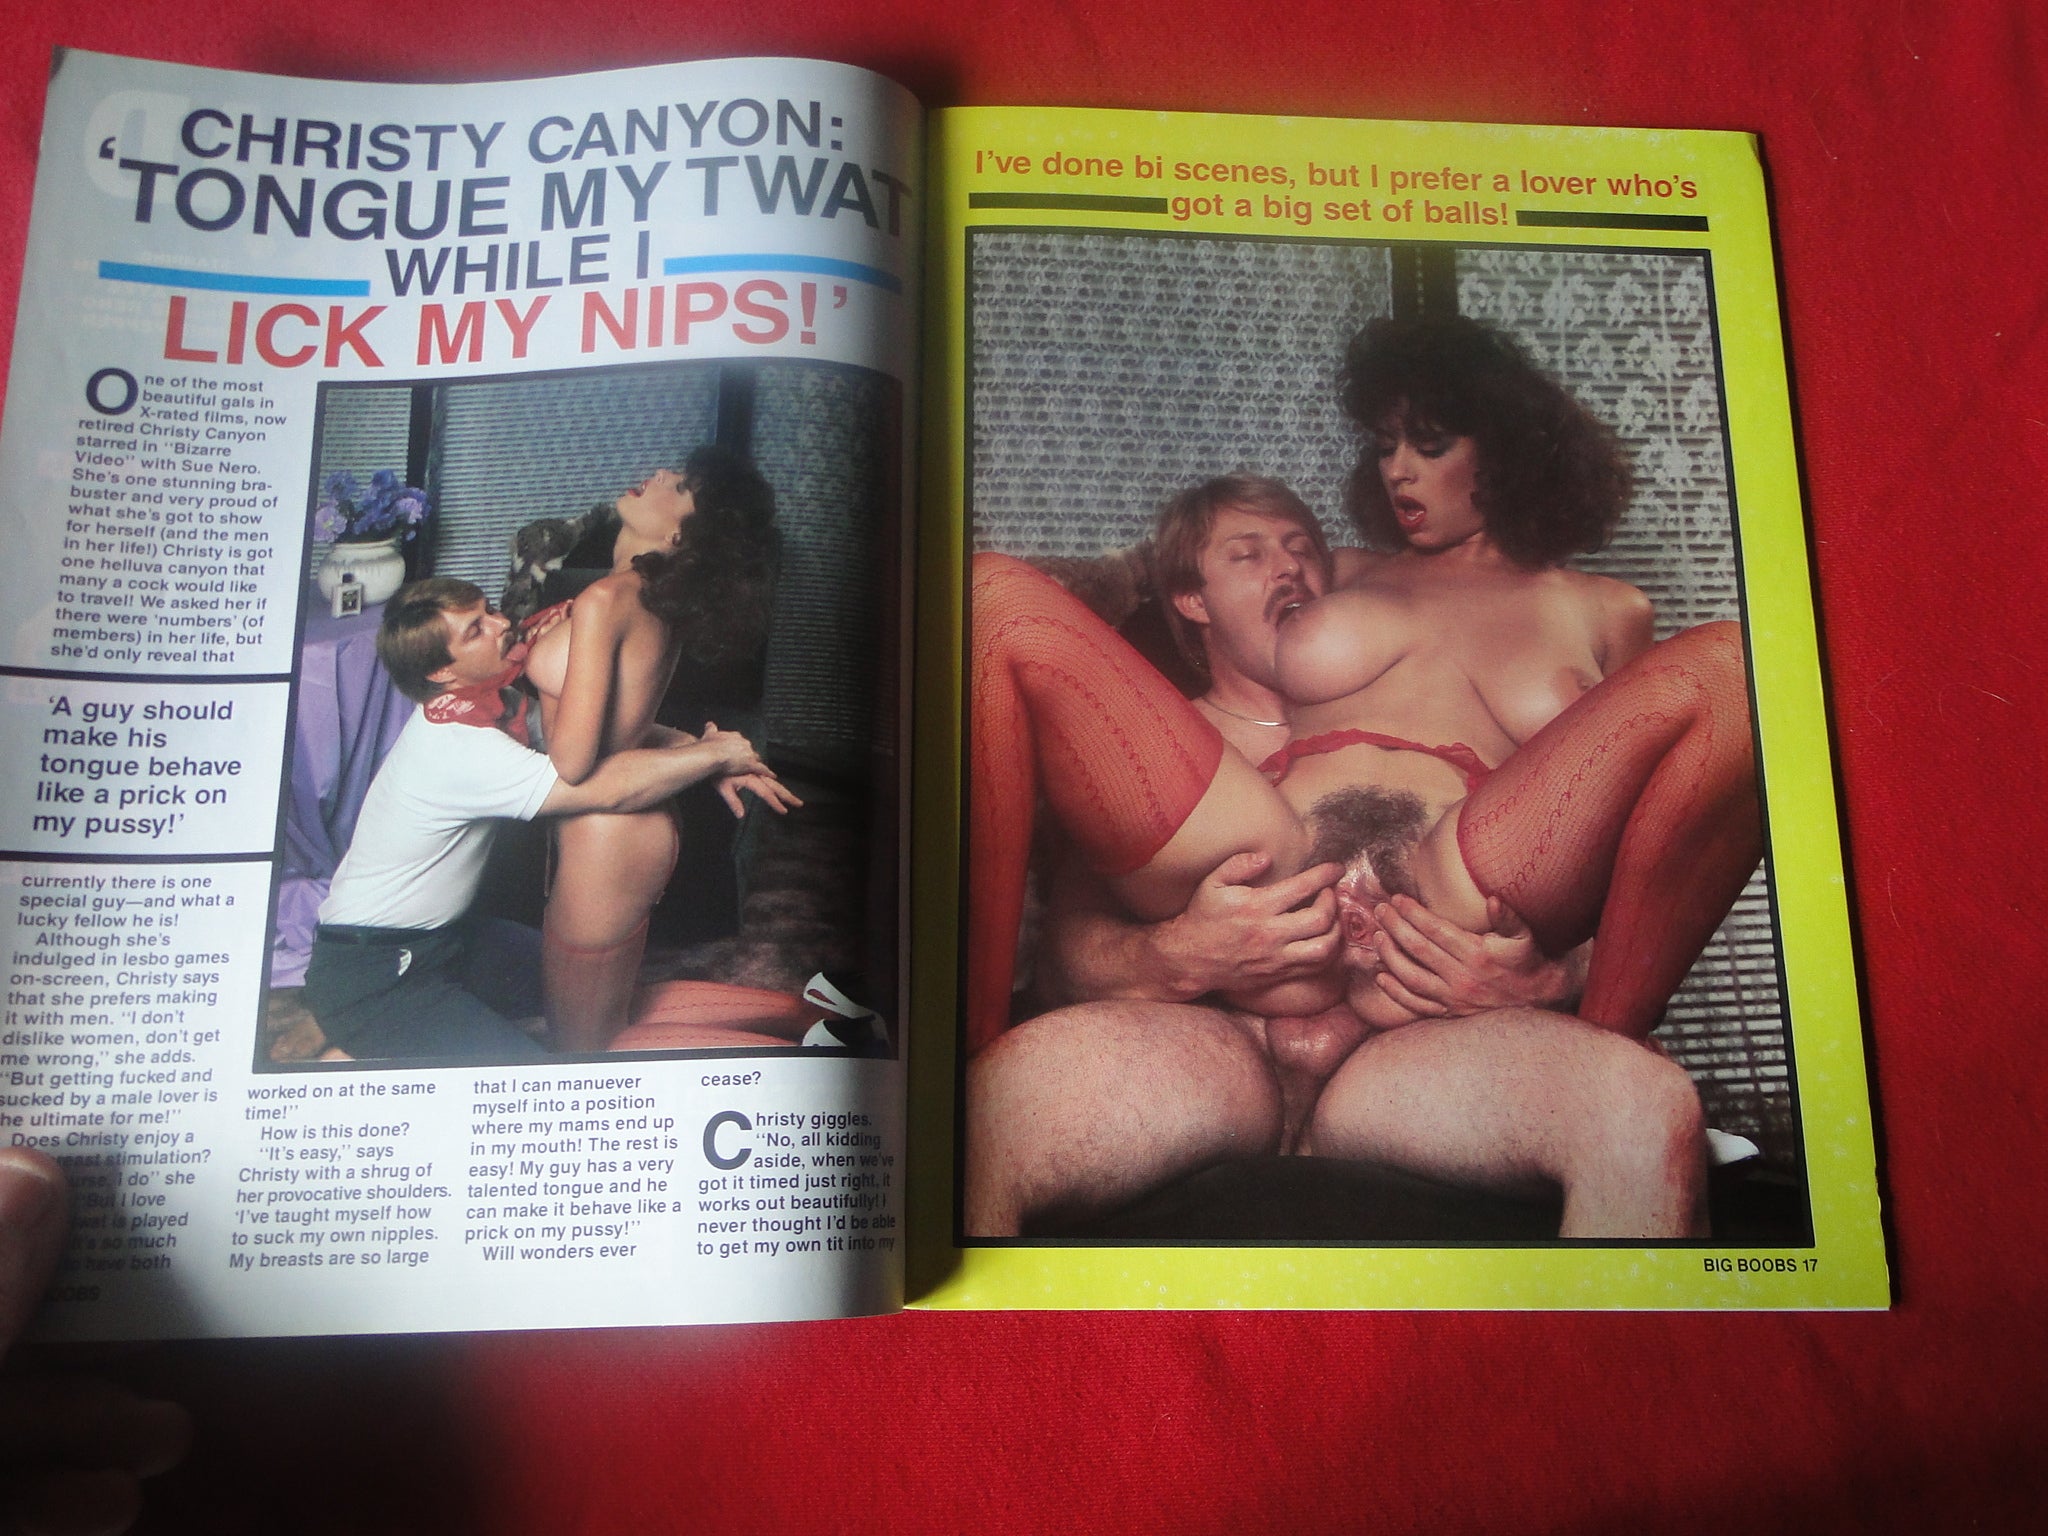 CHRISTY CANYON:
'TONGUE MY TWAT
WHILE I
LICK MY NIPS!'
One of the most
beautiful gals in
X-rated films, now
retired Christy Canyon
starred in "Bizarre
Video" with Sue Nero.
She's one stunning bra-
buster and very proud of
what she's got to show
for herself (and the men
in her life!) Christy is got
one helluva canyon that
many a cock would like
to travel! We asked her if
there were 'numbers' (of
members) in her life, but
she'd only reveal that
'A guy should
make his
tongue behave
like a prick on
my pussy!'
currently there is one
special guy—and what a
lucky fellow he is!
Although she's
indulged in lesbo games
on-screen, Christy says
that she prefers making
it with men. "I don't
dislike women, don't get
me wrong," she adds.
"But getting fucked and
sucked by a male lover is
he ultimate for me!"
Does Christy enjoy a
stimulation?
I do" she
"But I love
is played
it's so much
have both
worked on at the same
time!"
How is this done?
"It's easy," says
Christy with a shrug of
her provocative shoulders.
'I've taught myself how
to suck my own nipples.
My breasts are so large
that I can manuever
myself into a position
where my mams end up
in my mouth! The rest is
easy! My guy has a very
talented tongue and he
can make it behave like a
prick on my pussy!"
Will wonders ever
cease?
Christy giggles.
"No, all kidding
aside, when we've
got it timed just right, it
works out beautifully! I
never thought I'd be able
to get my own tit into my
I've done bi scenes, but I prefer a lover who's
got a big set of balls!
BIG BOOBS 17